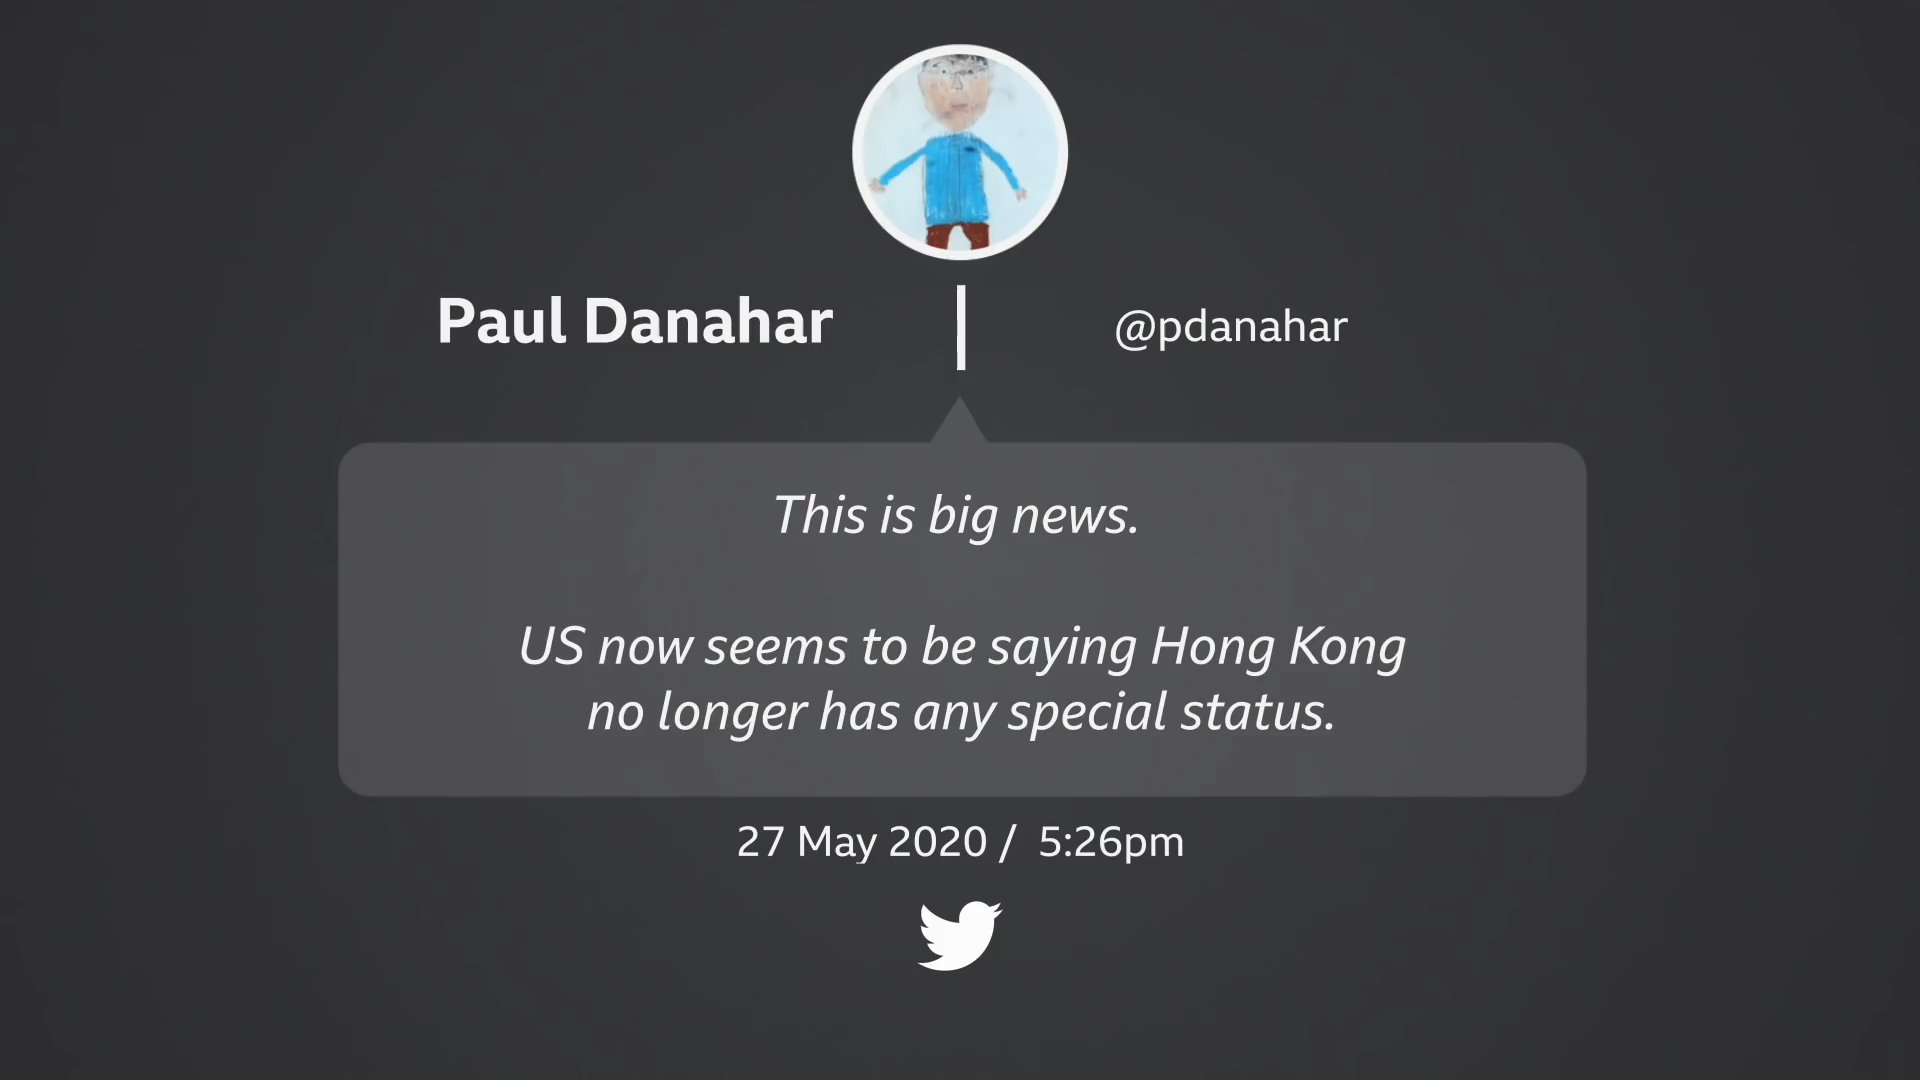 Paul Danahar | @pdanahar
This is big news.
US now seems to be saying Hong Kong
no longer has any special status.
27 May 2020 / 5:26pm